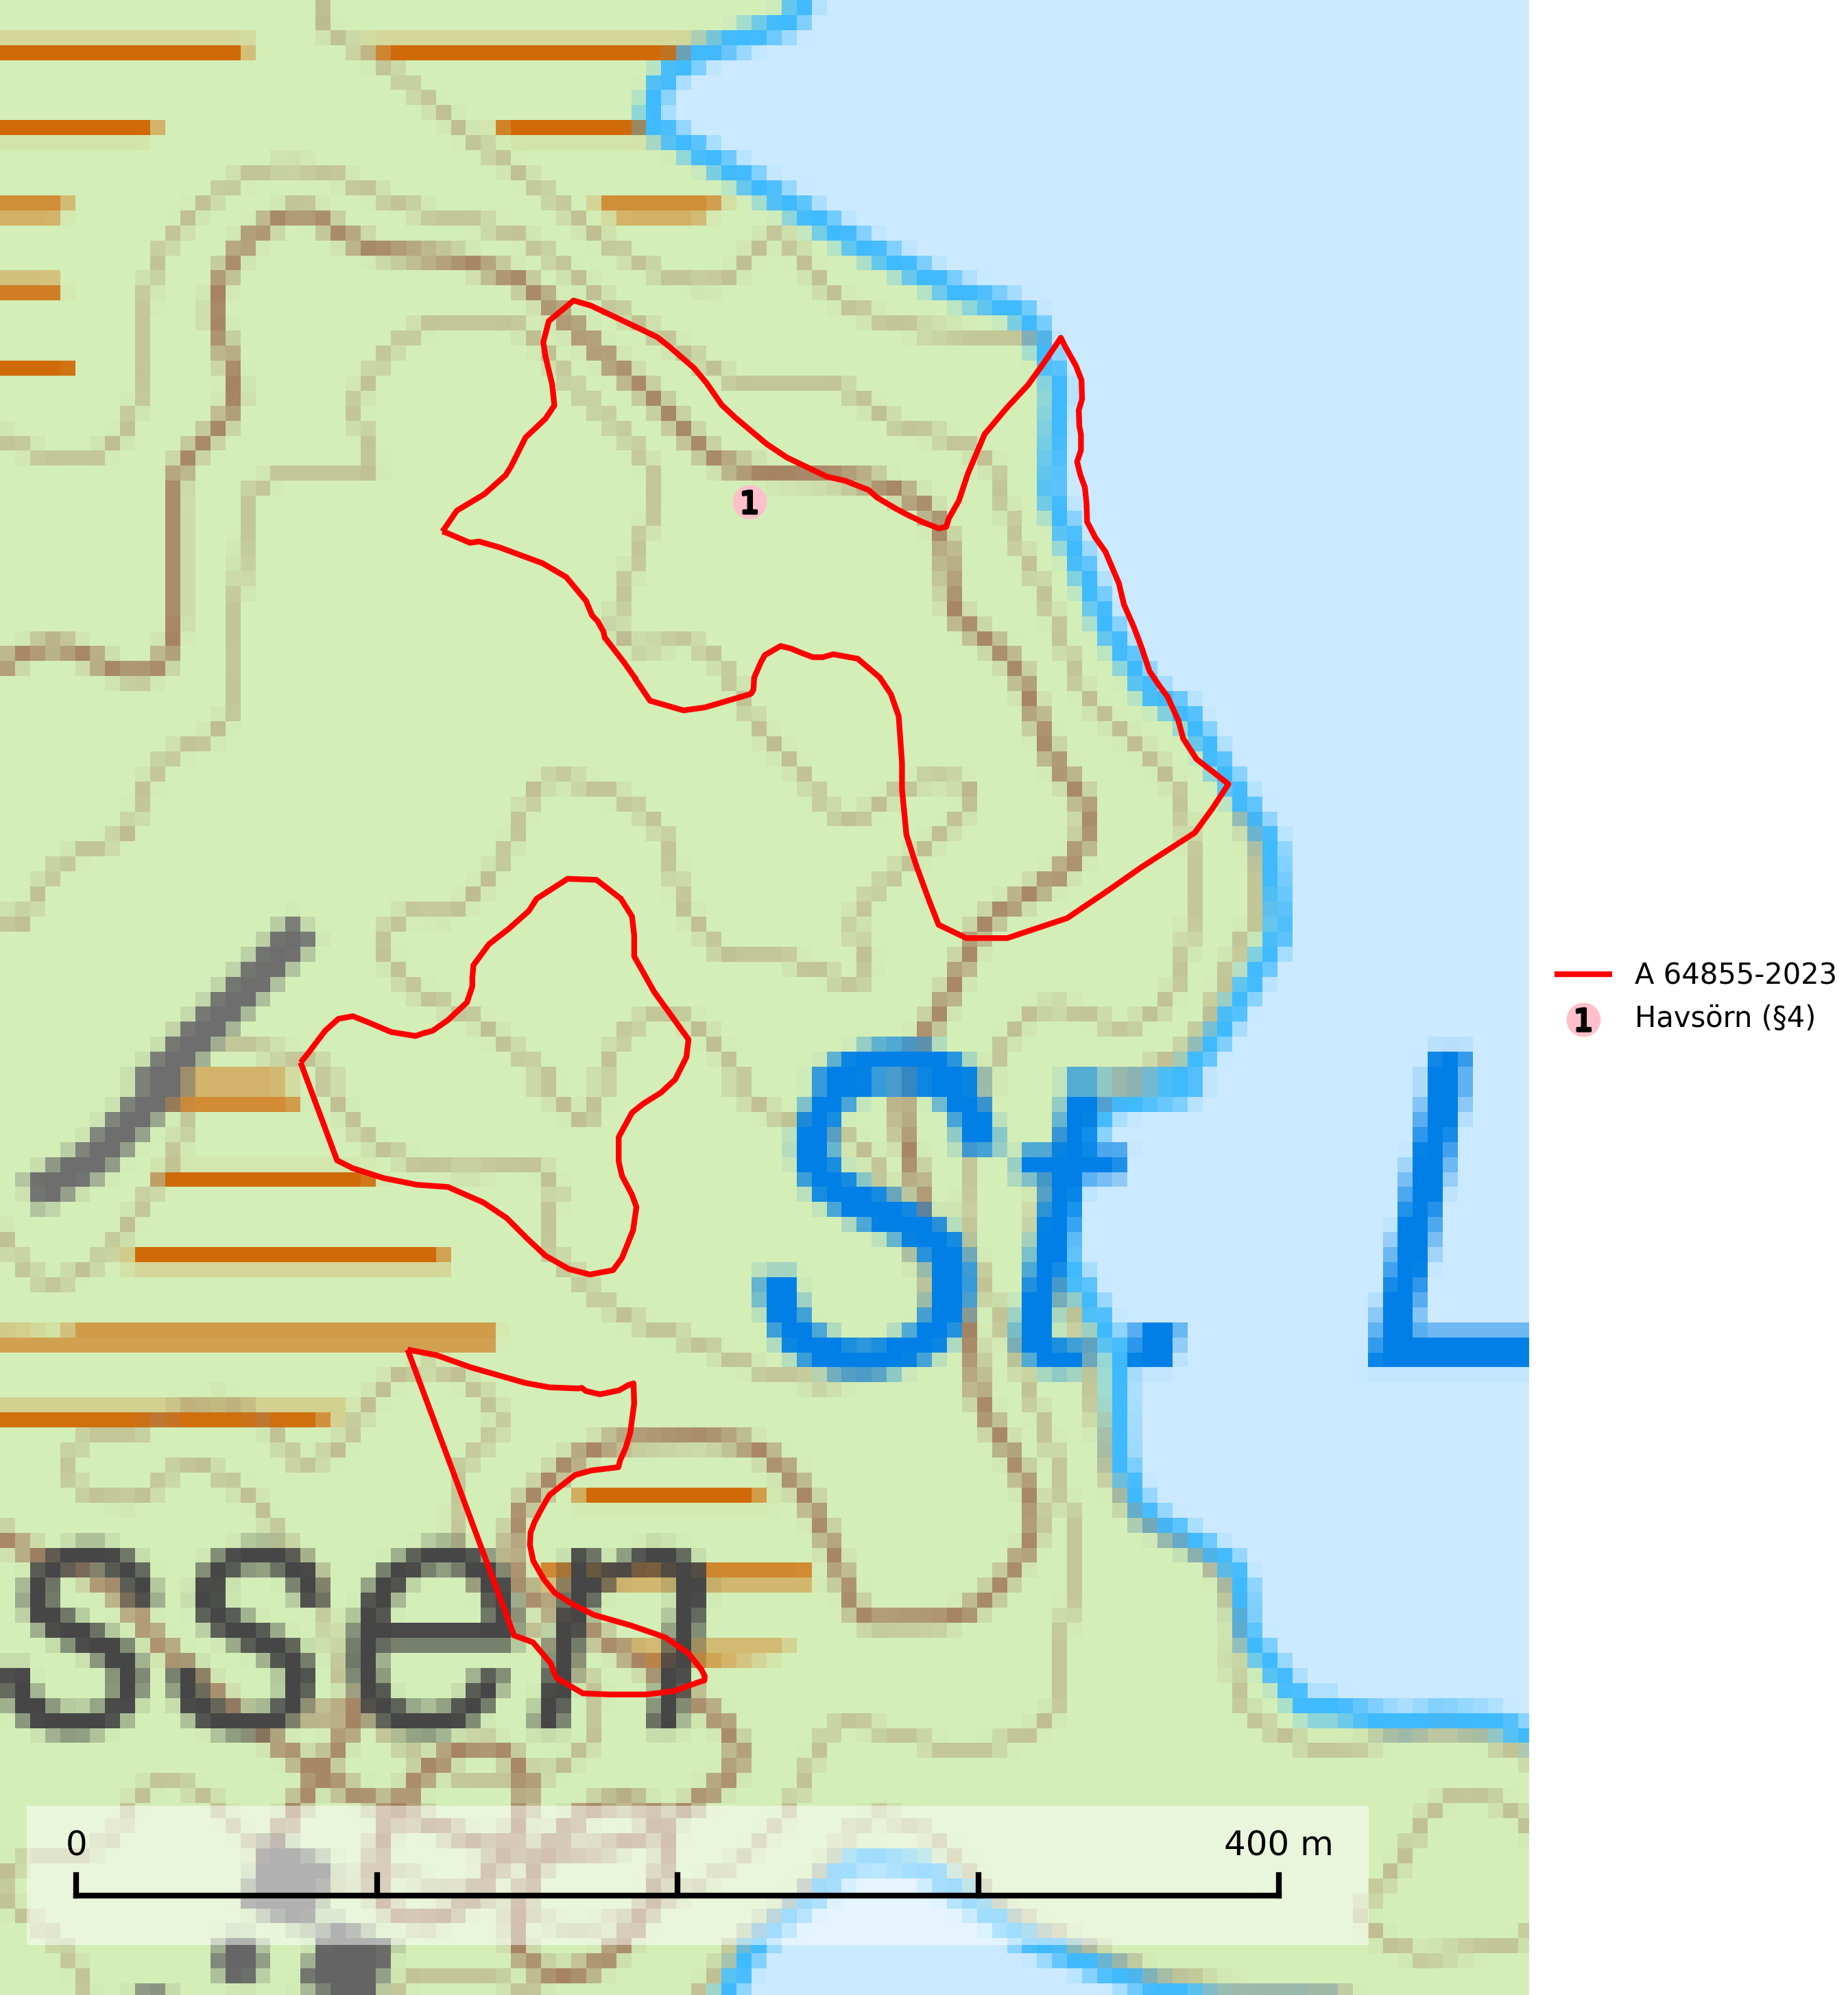 1
A 64855-2023
1 Havsörn (§4)
St. L
ssen
0 400 m